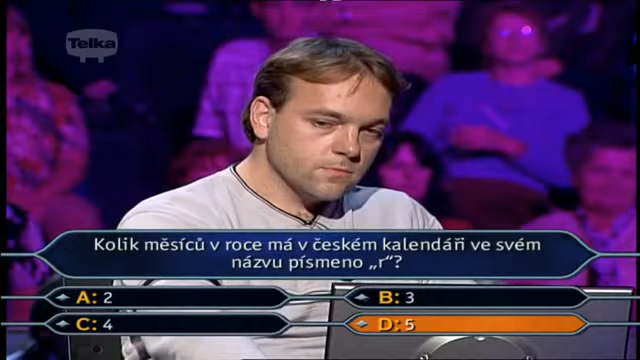 Telka
Kolik měsíců v roce má v českém kalendáři ve svém
názvu písmeno „r“?
A: 2
B: 3
C: 4
D: 5